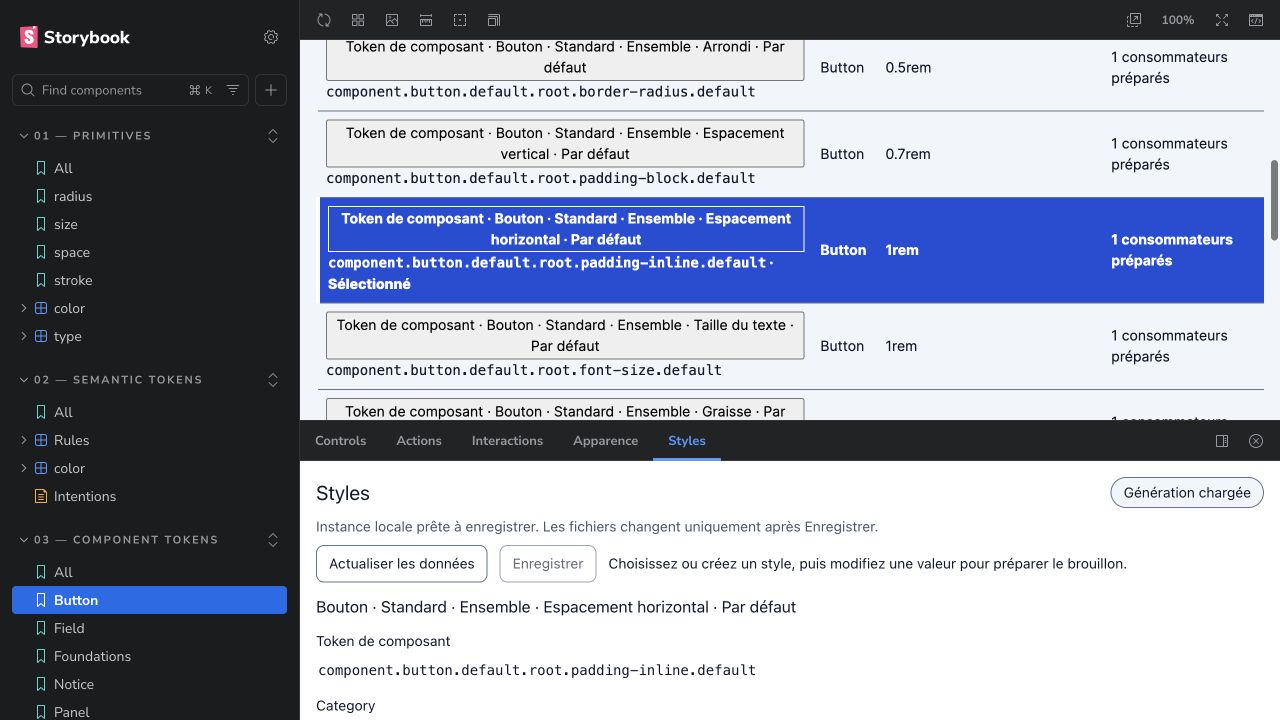 Storybook
100%
Find components
⌘ K
01 — PRIMITIVES
All
radius
size
space
stroke
color
type
02 — SEMANTIC TOKENS
All
Rules
color
Intentions
03 — COMPONENT TOKENS
All
Button
Field
Foundations
Notice
Panel
Token de composant · Bouton · Standard · Ensemble · Arrondi · Par
défaut
component.button.default.root.border-radius.default
Button
0.5rem
1 consommateurs
préparés
Token de composant · Bouton · Standard · Ensemble · Espacement
vertical · Par défaut
component.button.default.root.padding-block.default
Button
0.7rem
1 consommateurs
préparés
Token de composant · Bouton · Standard · Ensemble · Espacement
horizontal · Par défaut
component.button.default.root.padding-inline.default ·
Sélectionné
Button
1rem
1 consommateurs
préparés
Token de composant · Bouton · Standard · Ensemble · Taille du texte ·
Par défaut
component.button.default.root.font-size.default
Button
1rem
1 consommateurs
préparés
Token de composant · Bouton · Standard · Ensemble · Graisse · Par
Controls
Actions
Interactions
Apparence
Styles
Styles
Génération chargée
Instance locale prête à enregistrer. Les fichiers changent uniquement après Enregistrer.
Actualiser les données
Enregistrer
Choisissez ou créez un style, puis modifiez une valeur pour préparer le brouillon.
Bouton · Standard · Ensemble · Espacement horizontal · Par défaut
Token de composant
component.button.default.root.padding-inline.default
Category